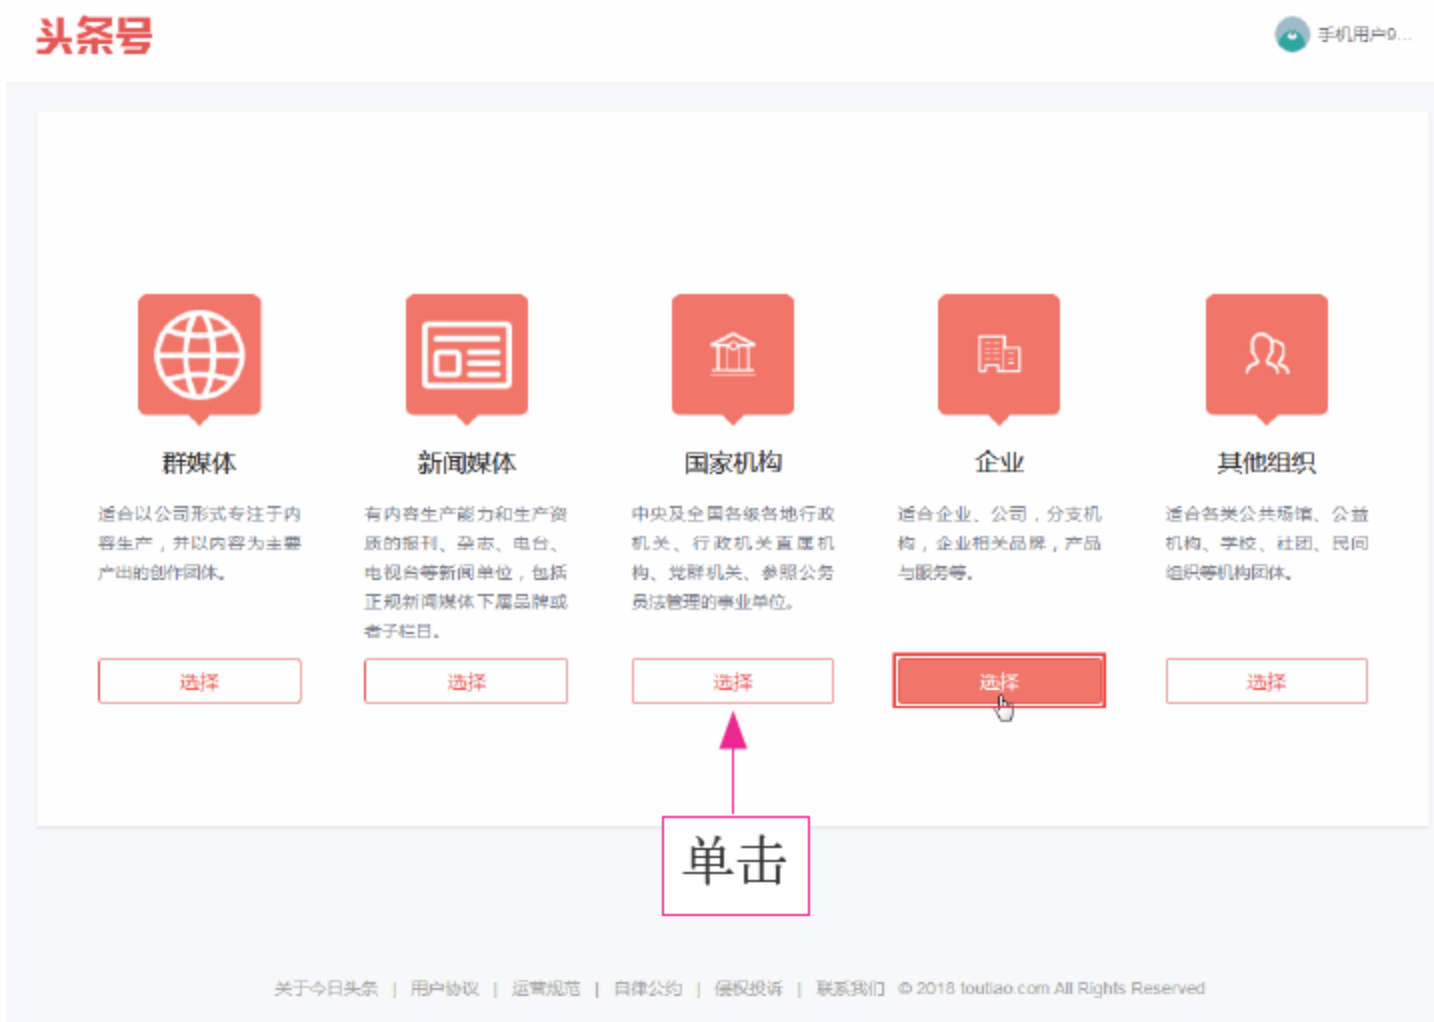 头条号
手机用户9...
群媒体
适合以公司形式专注于内
容生产，并以内容为主要
产出的创作团体。
选择
新闻媒体
有内容生产能力和生产资
质的报刊、杂志、电台、
电视台等新闻单位，包括
正规新闻媒体下属品牌或
者子栏目。
选择
国家机构
中央及全国各级各地行政
机关、行政机关直属机
构、党群机关、参照公务
员法管理的事业单位。
选择
企业
适合企业、公司，分支机
构，企业相关品牌，产品
与服务等。
选择
其他组织
适合各类公共场馆、公益
机构、学校、社团、民间
组织等机构团体。
选择
单击
关于今日头条 | 用户协议 | 运营规范 | 自律公约 | 侵权投诉 | 联系我们 © 2018 toutiao.com All Rights Reserved